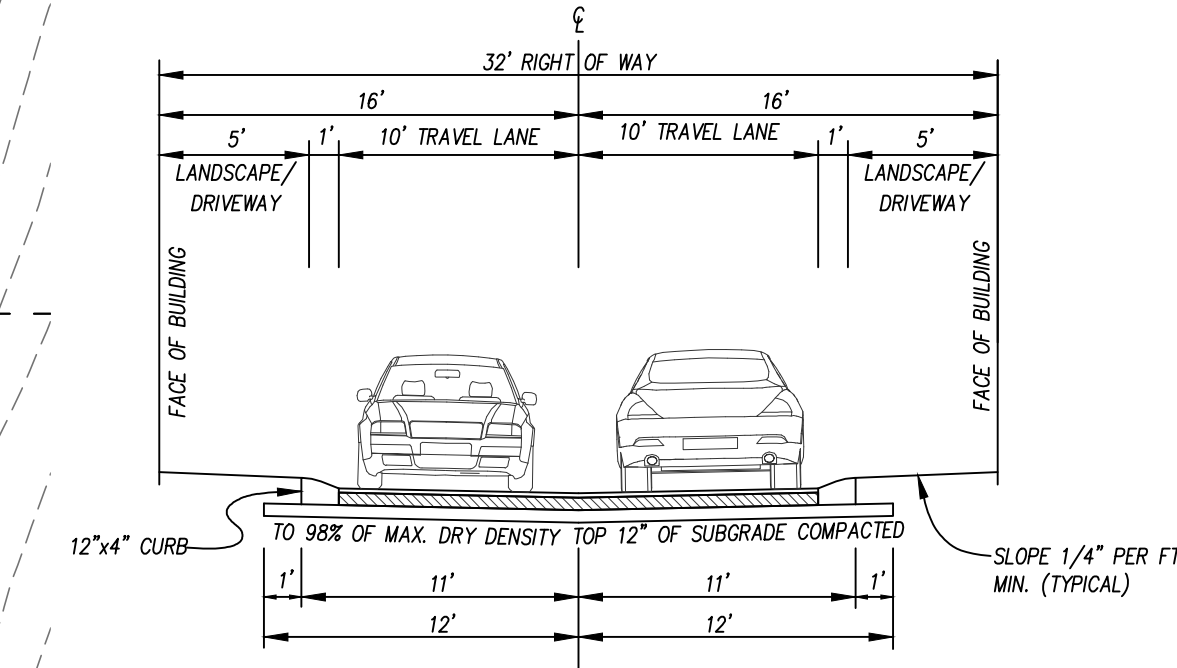 ℄
32' RIGHT OF WAY
16' 16'
5' 1' 10' TRAVEL LANE 10' TRAVEL LANE 1' 5'
LANDSCAPE/ LANDSCAPE/
DRIVEWAY DRIVEWAY
FACE OF BUILDING
FACE OF BUILDING
TO 98% OF MAX. DRY DENSITY TOP 12" OF SUBGRADE COMPACTED
12"x4" CURB
SLOPE 1/4" PER FT
MIN. (TYPICAL)
1' 11' 11' 1'
12' 12'